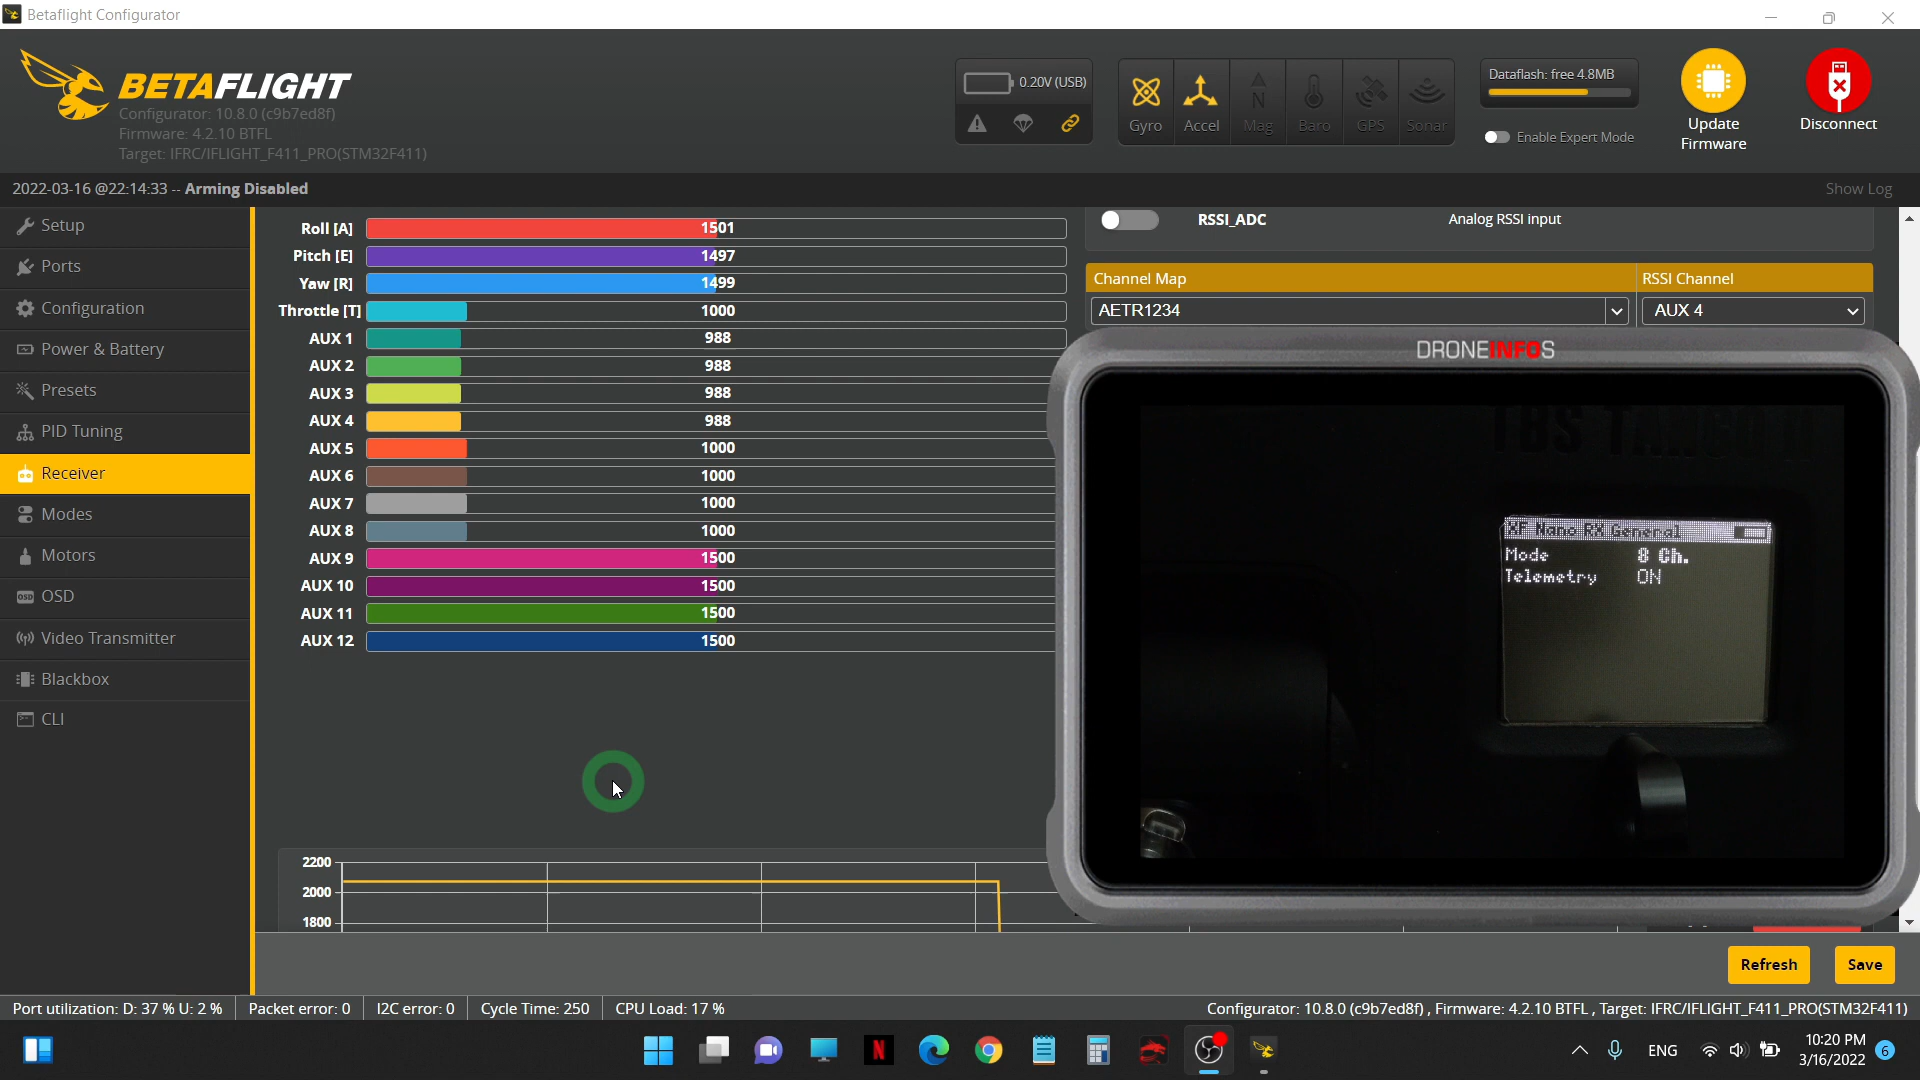 Betaflight Configurator
BETAFLIGHT
Configurator: 10.8.0 (c9b7ed8f)
Firmware: 4.2.10 BTFL
Target: IFRC/IFLIGHT_F411_PRO(STM32F411)
0.20V (USB)
Gyro
Accel
Mag
Baro
GPS
Sonar
Dataflash: free 4.8MB
Enable Expert Mode
Update
Firmware
Disconnect
2022-03-16 @22:14:33 -- Arming Disabled
Show Log
Setup
Ports
Configuration
Power & Battery
Presets
PID Tuning
Receiver
Modes
Motors
OSD
Video Transmitter
Blackbox
CLI
Roll [A] 1501
Pitch [E] 1497
Yaw [R] 1499
Throttle [T] 1000
AUX 1 988
AUX 2 988
AUX 3 988
AUX 4 988
AUX 5 1000
AUX 6 1000
AUX 7 1000
AUX 8 1000
AUX 9 1500
AUX 10 1500
AUX 11 1500
AUX 12 1500
2200
2000
1800
RSSI_ADC Analog RSSI input
Channel Map RSSI Channel
AETR1234 AUX 4
DRONEINFOS
TBS TANGO II
XF Nano RX General
Mode 8 Ch.
Telemetry ON
Refresh
Save
Port utilization: D: 37 % U: 2 % Packet error: 0 I2C error: 0 Cycle Time: 250 CPU Load: 17 %
Configurator: 10.8.0 (c9b7ed8f) , Firmware: 4.2.10 BTFL , Target: IFRC/IFLIGHT_F411_PRO(STM32F411)
N
ENG
10:20 PM
3/16/2022
6